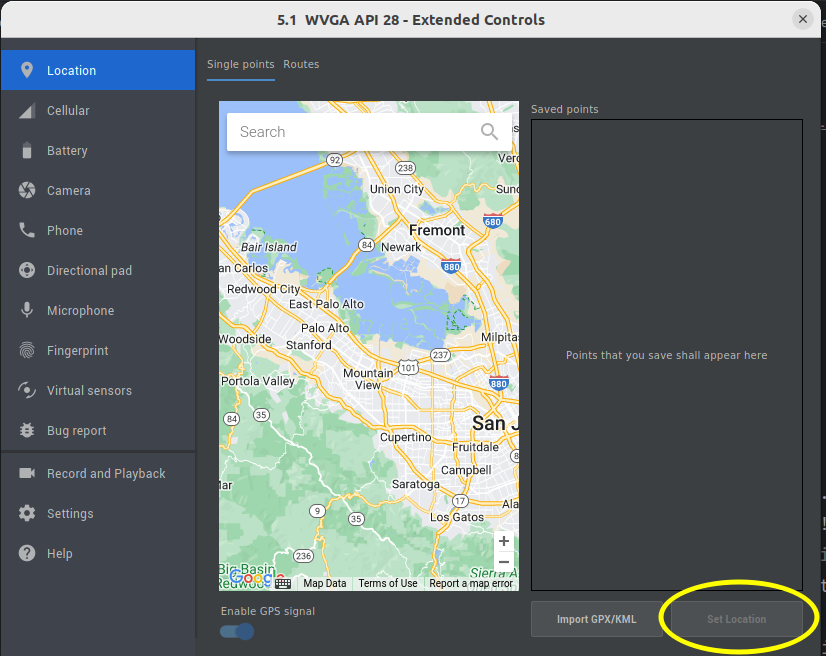 5.1 WVGA API 28 - Extended Controls
Location
Cellular
Battery
Camera
Phone
Directional pad
Microphone
Fingerprint
Virtual sensors
Bug report
Record and Playback
Settings
Help
Single points
Routes
Search
92
238
Union City
Sun
680
Fremont
84
Newark
Bair Island
880
an Carlos
Redwood City
East Palo Alto
Palo Alto
Woodside
Stanford
Milpita
237
101
Mountain
View
880
Portola Valley
84
35
San J
Cupertino
Fruitdale
Campbell
Saratoga
17
9
35
Los Gatos
Ala
236
Big Basin
Redwoo
Sierra A
Google
Map Data
Terms of Use
Report a map error
Enable GPS signal
Saved points
Points that you save shall appear here
Import GPX/KML
Set Location